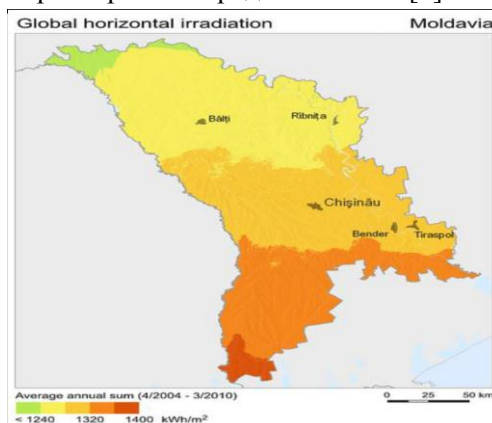 Global horizontal irradiation Moldavia
Bălți
Rîbnița
Chișinău
Bender
Tiraspol
Average annual sum (4/2004 - 3/2010)
0 25 50 km
< 1240 1320 1400 kWh/m²